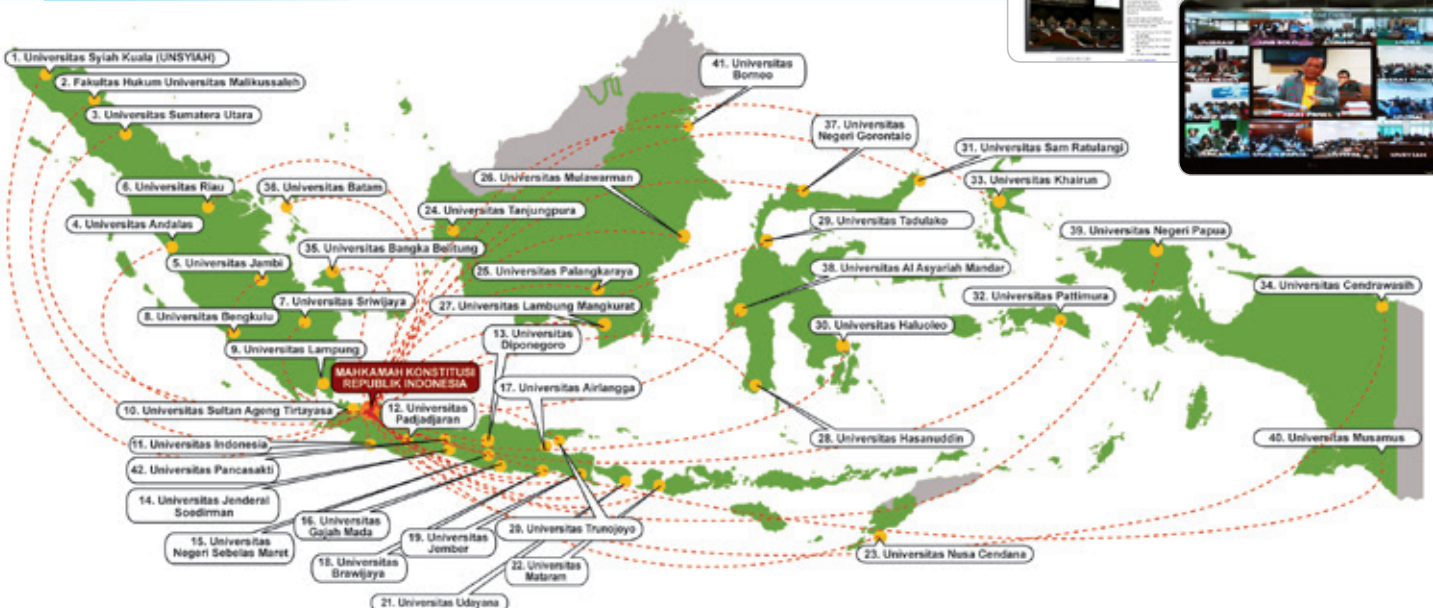 1. Universitas Syiah Kuala (UNSYIAH)
2. Fakultas Hukum Universitas Malikussaleh
3. Universitas Sumatera Utara
6. Universitas Riau
36. Universitas Batam
4. Universitas Andalas
35. Universitas Bangka Belitung
5. Universitas Jambi
7. Universitas Sriwijaya
8. Universitas Bengkulu
9. Universitas Lampung
MAHKAMAH KONSTITUSI
REPUBLIK INDONESIA
10. Universitas Sultan Ageng Tirtayasa
12. Universitas
Padjadjaran
11. Universitas Indonesia
42. Universitas Pancasakti
14. Universitas Jenderal
Soedirman
15. Universitas
Negeri Sebelas Maret
16. Universitas
Gajah Mada
18. Universitas
Brawijaya
19. Universitas
Jember
20. Universitas Trunojoyo
22. Universitas
Mataram
21. Universitas Udayana
13. Universitas
Diponegoro
17. Universitas Airlangga
41. Universitas
Borneo
26. Universitas Mulawarman
24. Universitas Tanjungpura
25. Universitas Palangkaraya
27. Universitas Lambung Mangkurat
37. Universitas
Negeri Gorontalo
31. Universitas Sam Ratulangi
33. Universitas Khairun
29. Universitas Tadulako
38. Universitas Al Asyariah Mandar
32. Universitas Pattimura
30. Universitas Haluoleo
28. Universitas Hasanuddin
23. Universitas Nusa Cendana
39. Universitas Negeri Papua
34. Universitas Cendrawasih
40. Universitas Musamus
UNSYIAH